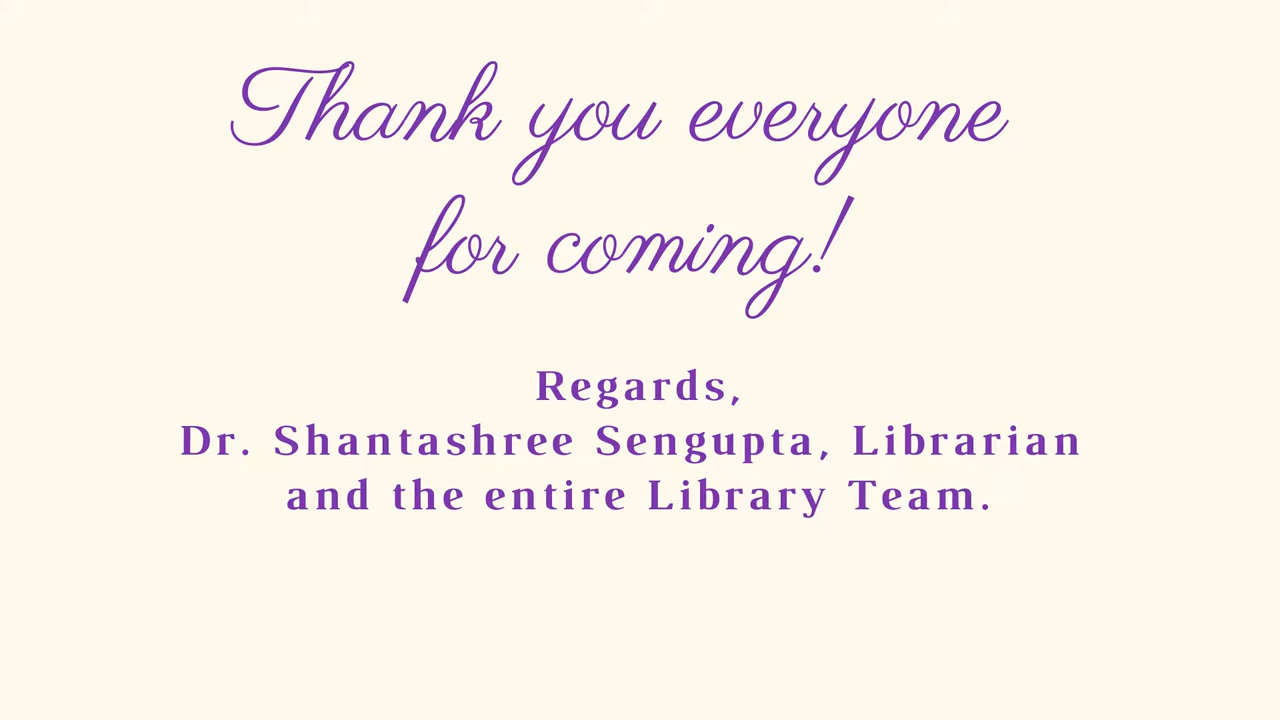 Thank you everyone
for coming!
Regards,
Dr. Shantashree Sengupta, Librarian
and the entire Library Team.